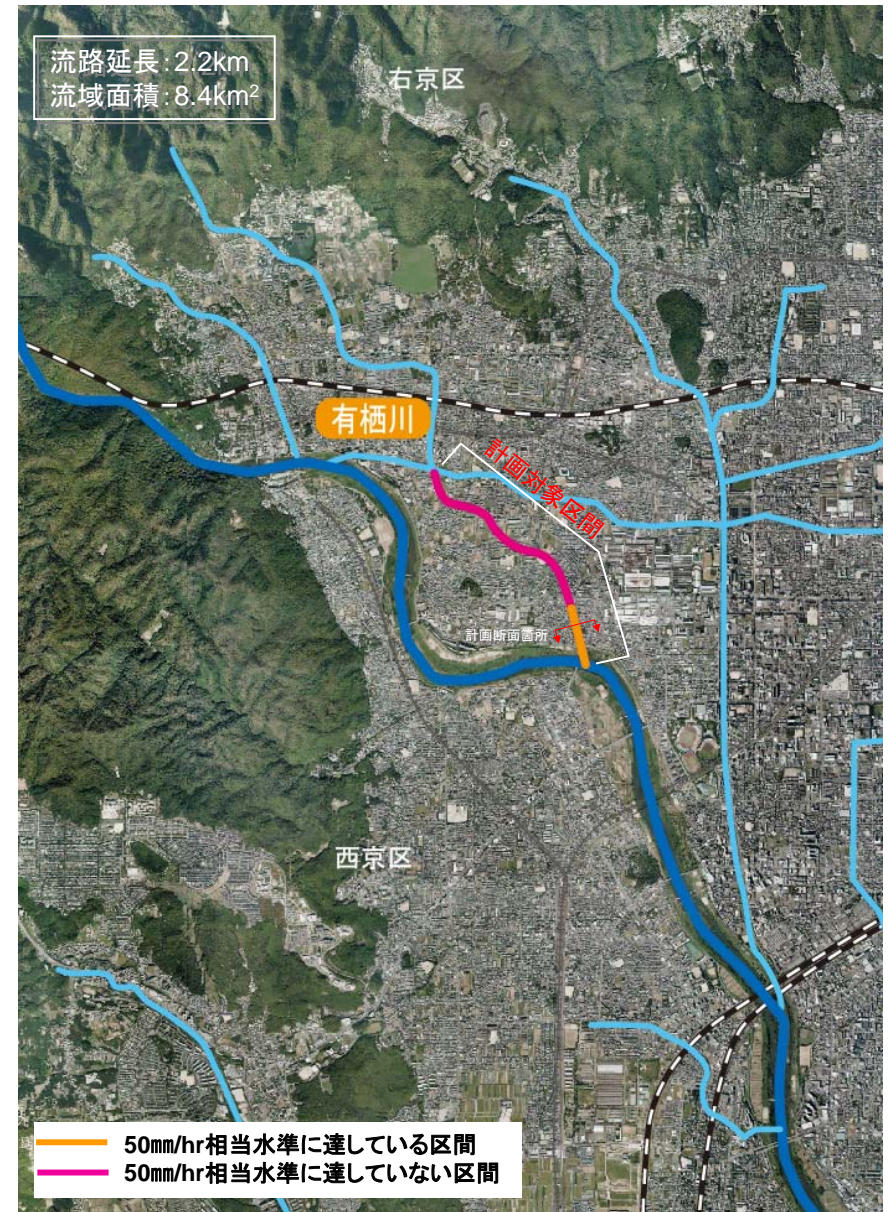 流路延長：2.2km
流域面積：8.4km²
右京区
有栖川
計画対象区間
計画断面箇所
西京区
50㎜/hr相当水準に達している区間
50㎜/hr相当水準に達していない区間